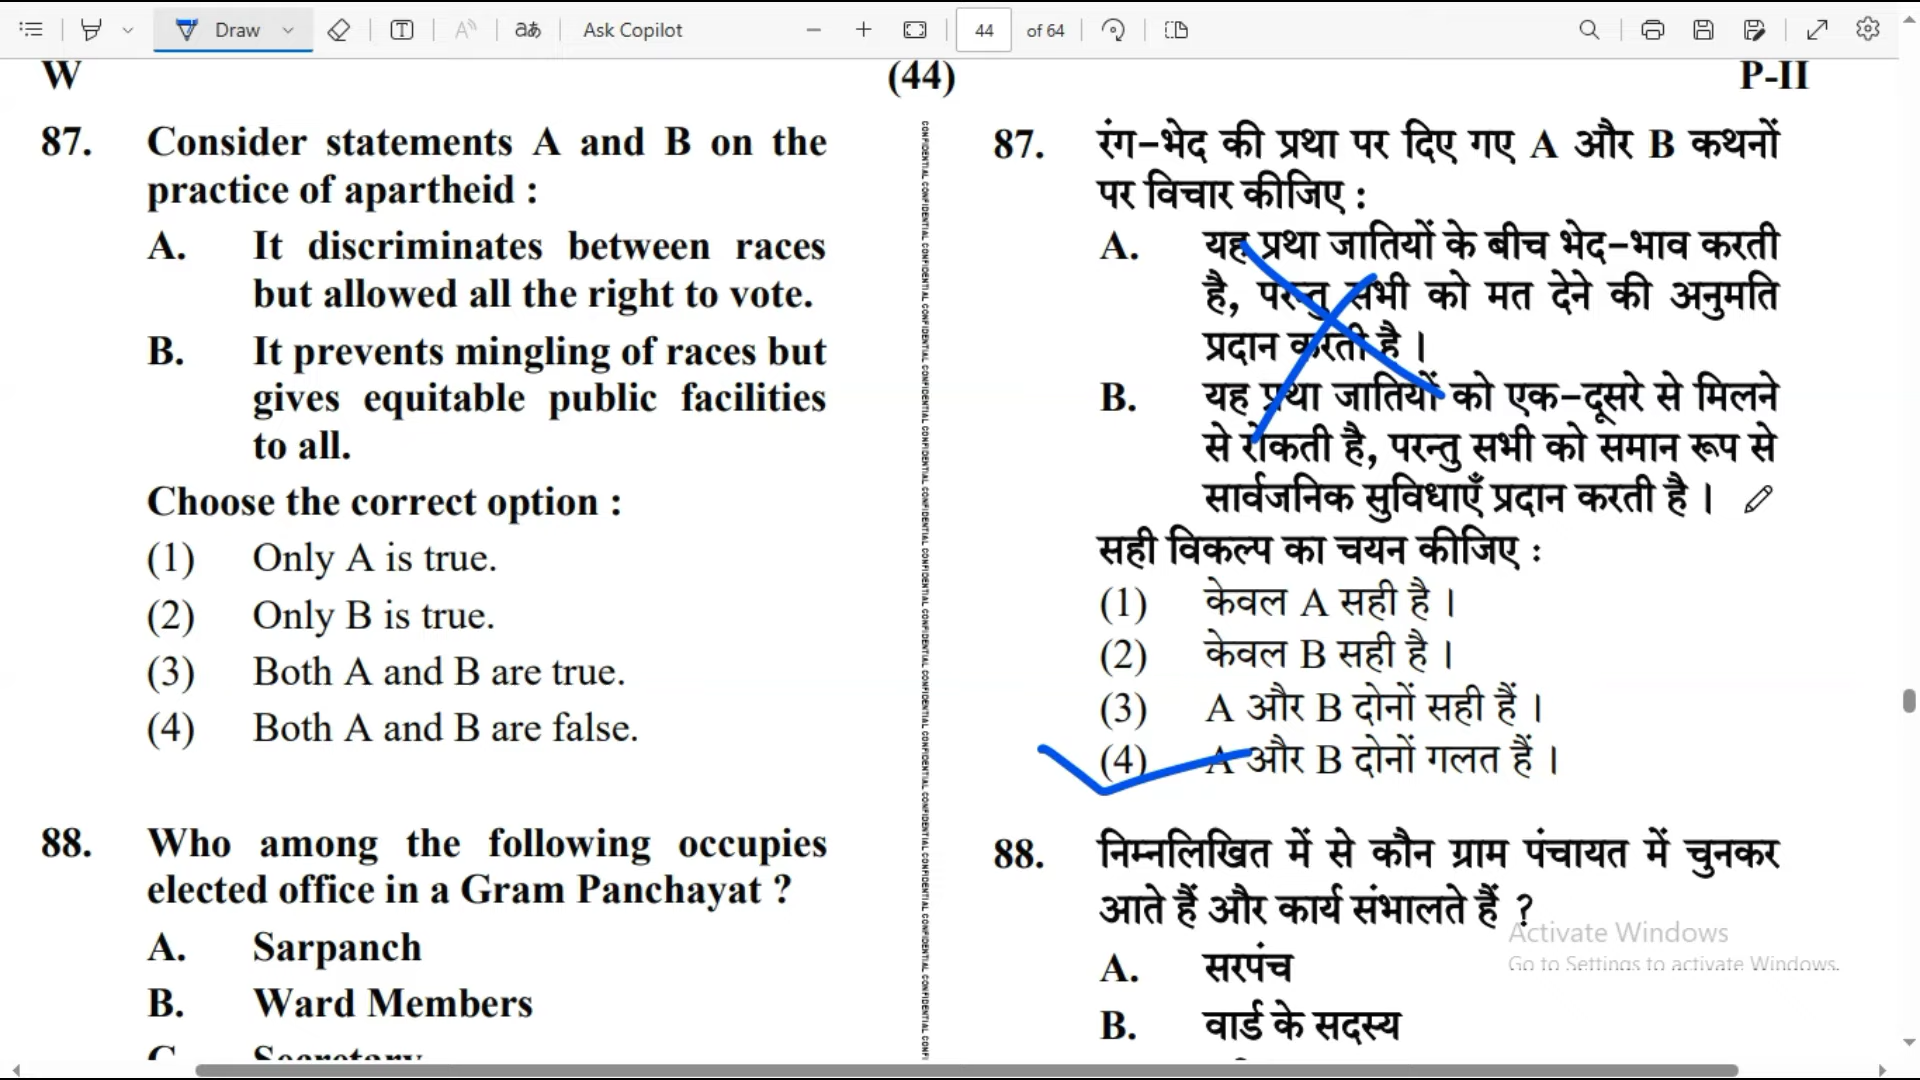 Draw
Ask Copilot
44
of 64
W
(44)
P-II
87. Consider statements A and B on the
practice of apartheid :
A. It discriminates between races
but allowed all the right to vote.
B. It prevents mingling of races but
gives equitable public facilities
to all.
Choose the correct option :
(1) Only A is true.
(2) Only B is true.
(3) Both A and B are true.
(4) Both A and B are false.
88. Who among the following occupies
elected office in a Gram Panchayat ?
A. Sarpanch
B. Ward Members
C. Secretary
87. रंग-भेद की प्रथा पर दिए गए A और B कथनों
पर विचार कीजिए :
A. यह प्रथा जातियों के बीच भेद-भाव करती
है, परन्तु सभी को मत देने की अनुमति
प्रदान करती है ।
B. यह प्रथा जातियों को एक-दूसरे से मिलने
से रोकती है, परन्तु सभी को समान रूप से
सार्वजनिक सुविधाएँ प्रदान करती है ।
सही विकल्प का चयन कीजिए :
(1) केवल A सही है ।
(2) केवल B सही है ।
(3) A और B दोनों सही हैं ।
(4) A और B दोनों गलत हैं ।
88. निम्नलिखित में से कौन ग्राम पंचायत में चुनकर
आते हैं और कार्य संभालते हैं ?
A. सरपंच
B. वार्ड के सदस्य
Activate Windows
Go to Settings to activate Windows.